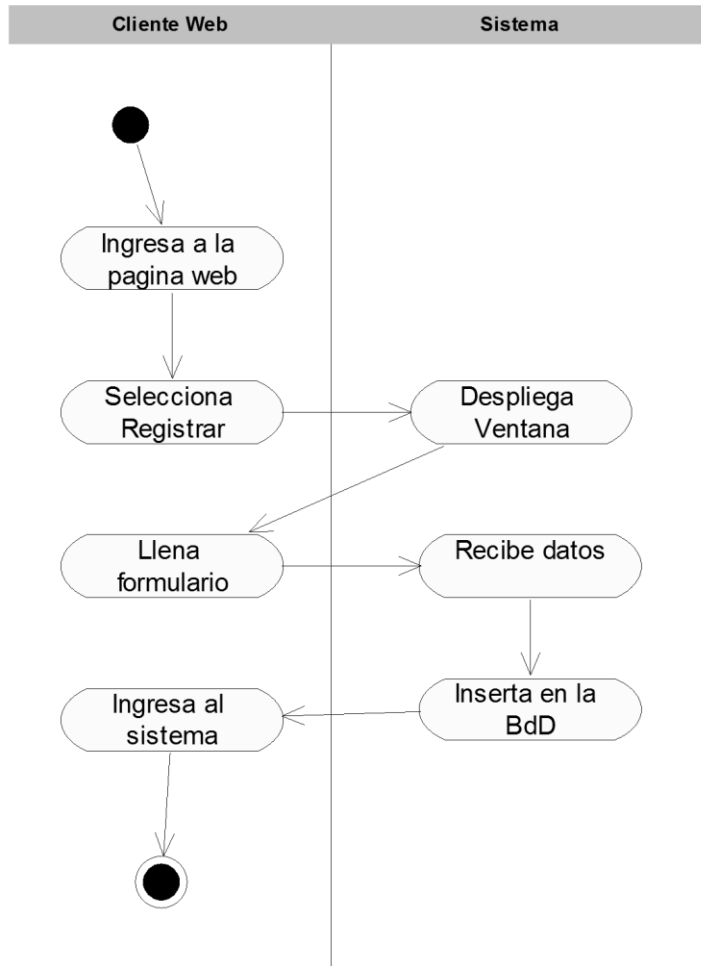 Cliente Web
Sistema
Ingresa a la
pagina web
Selecciona
Registrar
Despliega
Ventana
Llena
formulario
Recibe datos
Ingresa al
sistema
Inserta en la
BdD